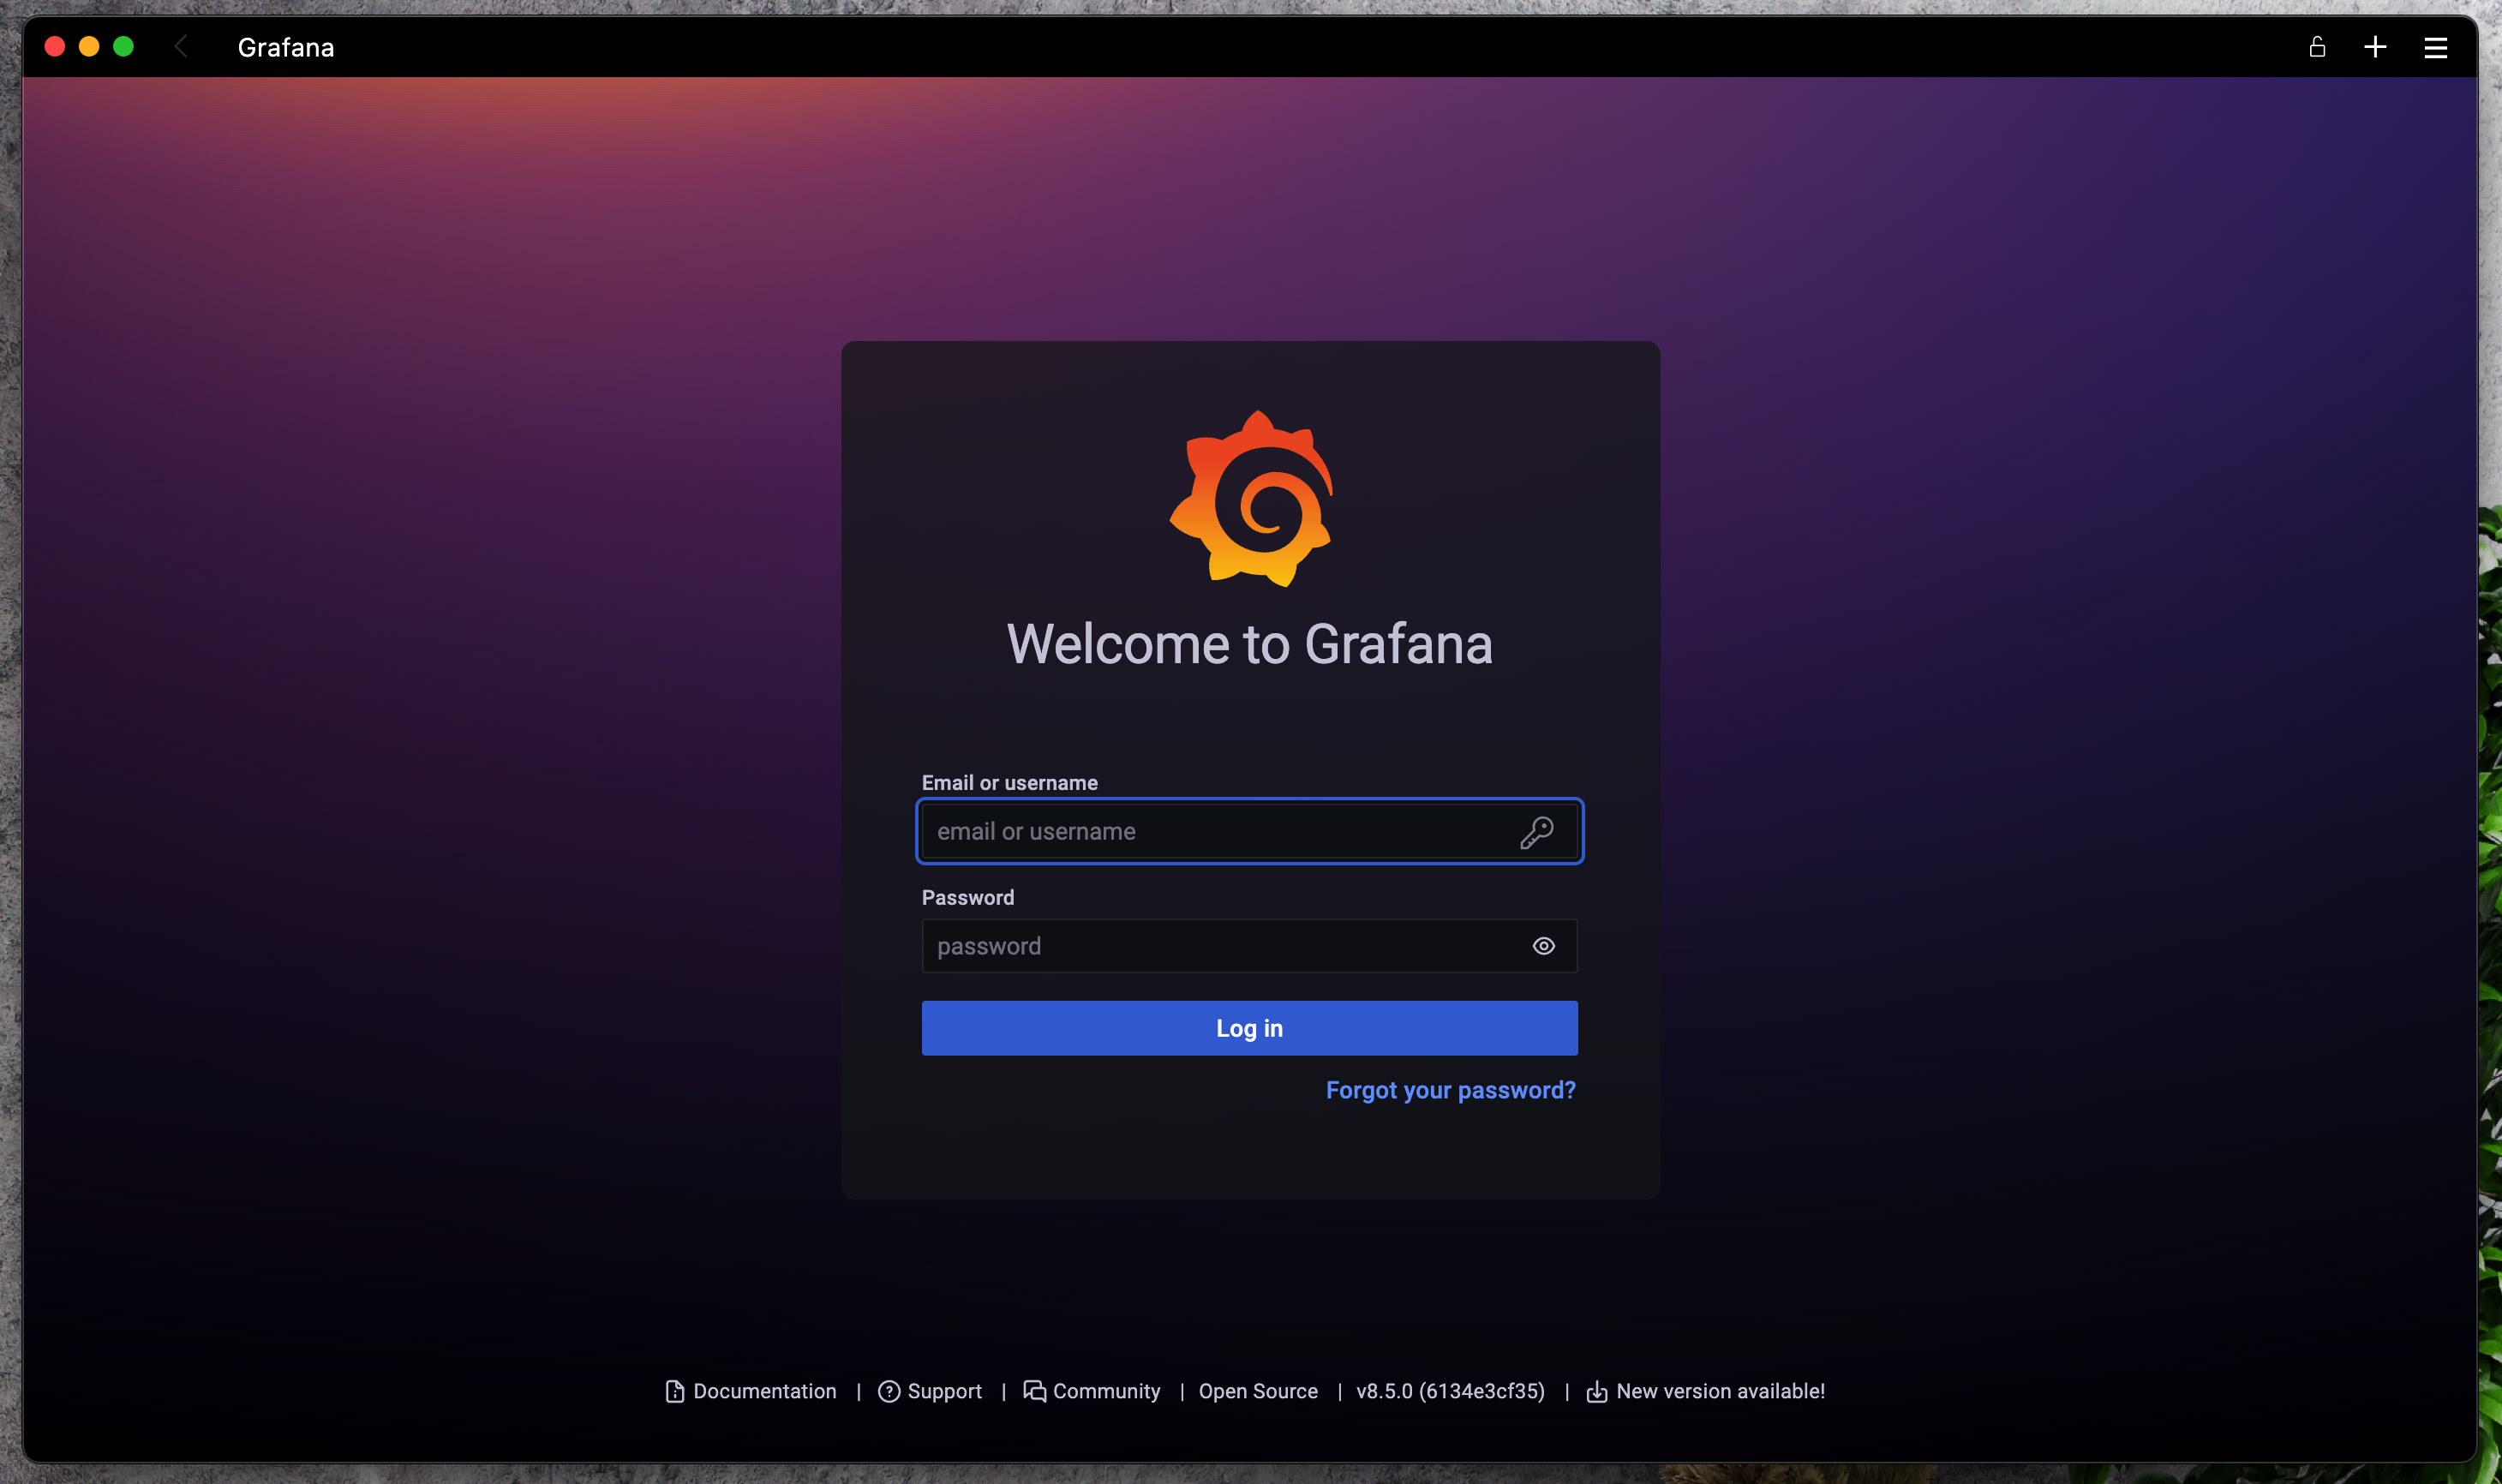 Grafana
Welcome to Grafana
Email or username
email or username
Password
password
Log in
Forgot your password?
Documentation | Support | Community | Open Source | v8.5.0 (6134e3cf35) | New version available!